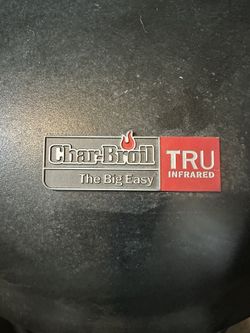 Char-Broil
The Big Easy
TRU
INFRARED